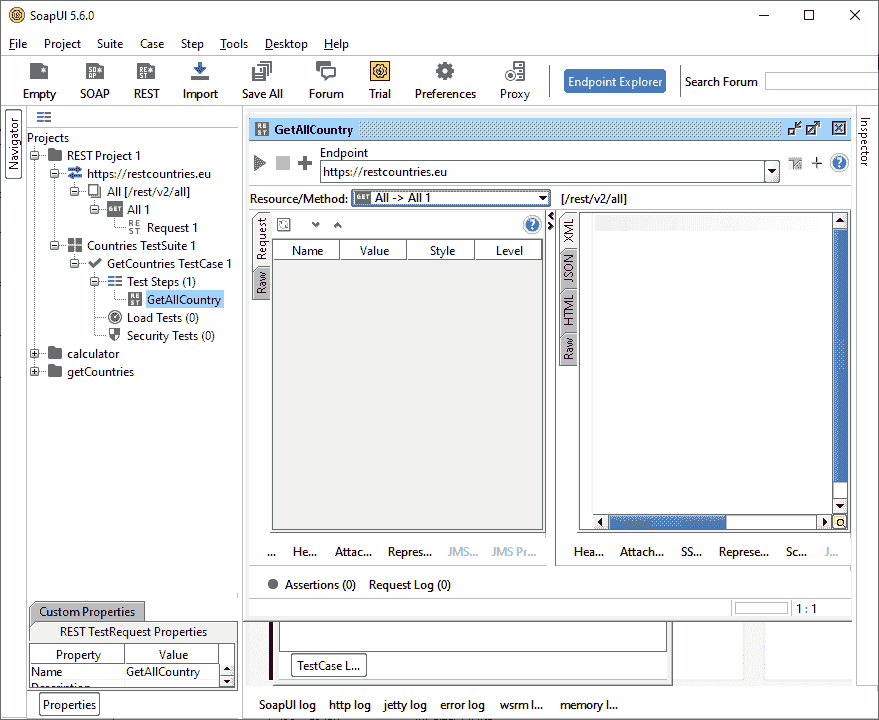 SoapUI 5.6.0
File Project Suite Case Step Tools Desktop Help
Empty SOAP REST Import Save All Forum Trial Preferences Proxy Endpoint Explorer Search Forum
Navigator
Projects
REST Project 1
https://restcountries.eu
All [/rest/v2/all]
GET All 1
REST Request 1
Countries TestSuite 1
GetCountries TestCase 1
Test Steps (1)
REST GetAllCountry
Load Tests (0)
Security Tests (0)
calculator
getCountries
Custom Properties
REST TestRequest Properties
Property Value
Name GetAllCountry
Properties
REST GetAllCountry
Endpoint
https://restcountries.eu
Resource/Method: GET All -> All 1 [/rest/v2/all]
Request
Raw
Name Value Style Level
... He... Attac... Repres... JMS... JMS Pr...
XML
JSON
HTML
Raw
Hea... Attach... SS... Represe... Sc... J...
Assertions (0) Request Log (0)
1 : 1
TestCase L...
SoapUI log http log jetty log error log wsrm l... memory l...
Inspector